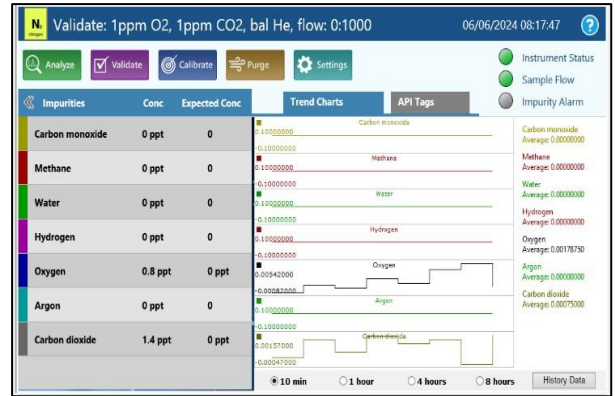 N₂ nitrogen Validate: 1ppm O2, 1ppm CO2, bal He, flow: 0:1000 06/06/2024 08:17:47 ?
Analyze Validate Calibrate Purge Settings
Instrument Status
Sample Flow
Impurity Alarm
Impurities Conc Expected Conc
Trend Charts API Tags
Carbon monoxide 0 ppt 0
Methane 0 ppt 0
Water 0 ppt 0
Hydrogen 0 ppt 0
Oxygen 0.8 ppt 0 ppt
Argon 0 ppt 0
Carbon dioxide 1.4 ppt 0 ppt
Carbon monoxide
0.10000000
-0.10000000
Methane
0.10000000
-0.10000000
Water
0.10000000
-0.10000000
Hydrogen
0.10000000
-0.10000000
Oxygen
0.00542000
-0.00082000
Argon
0.10000000
-0.10000000
Carbon dioxide
0.00157000
-0.00047000
Carbon monoxide
Average: 0.00000000
Methane
Average: 0.00000000
Water
Average: 0.00000000
Hydrogen
Average: 0.00000000
Oxygen
Average: 0.00178750
Argon
Average: 0.00000000
Carbon dioxide
Average: 0.00075000
10 min 1 hour 4 hours 8 hours History Data